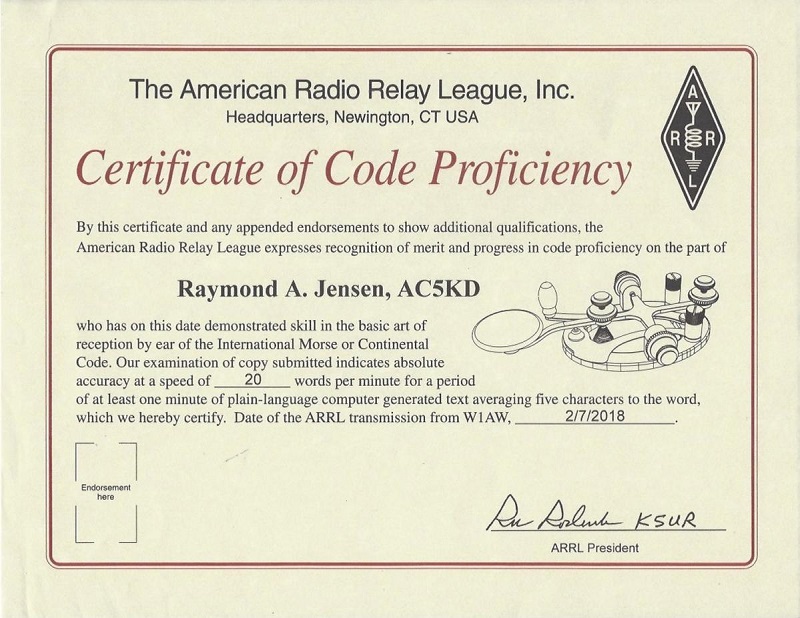 The American Radio Relay League, Inc.
Headquarters, Newington, CT USA
A
R R
L
Certificate of Code Proficiency
By this certificate and any appended endorsements to show additional qualifications, the
American Radio Relay League expresses recognition of merit and progress in code proficiency on the part of
Raymond A. Jensen, AC5KD
who has on this date demonstrated skill in the basic art of
reception by ear of the International Morse or Continental
Code. Our examination of copy submitted indicates absolute
accuracy at a speed of 20 words per minute for a period
of at least one minute of plain-language computer generated text averaging five characters to the word,
which we hereby certify. Date of the ARRL transmission from W1AW, 2/7/2018.
Endorsement
here
K5UR
ARRL President